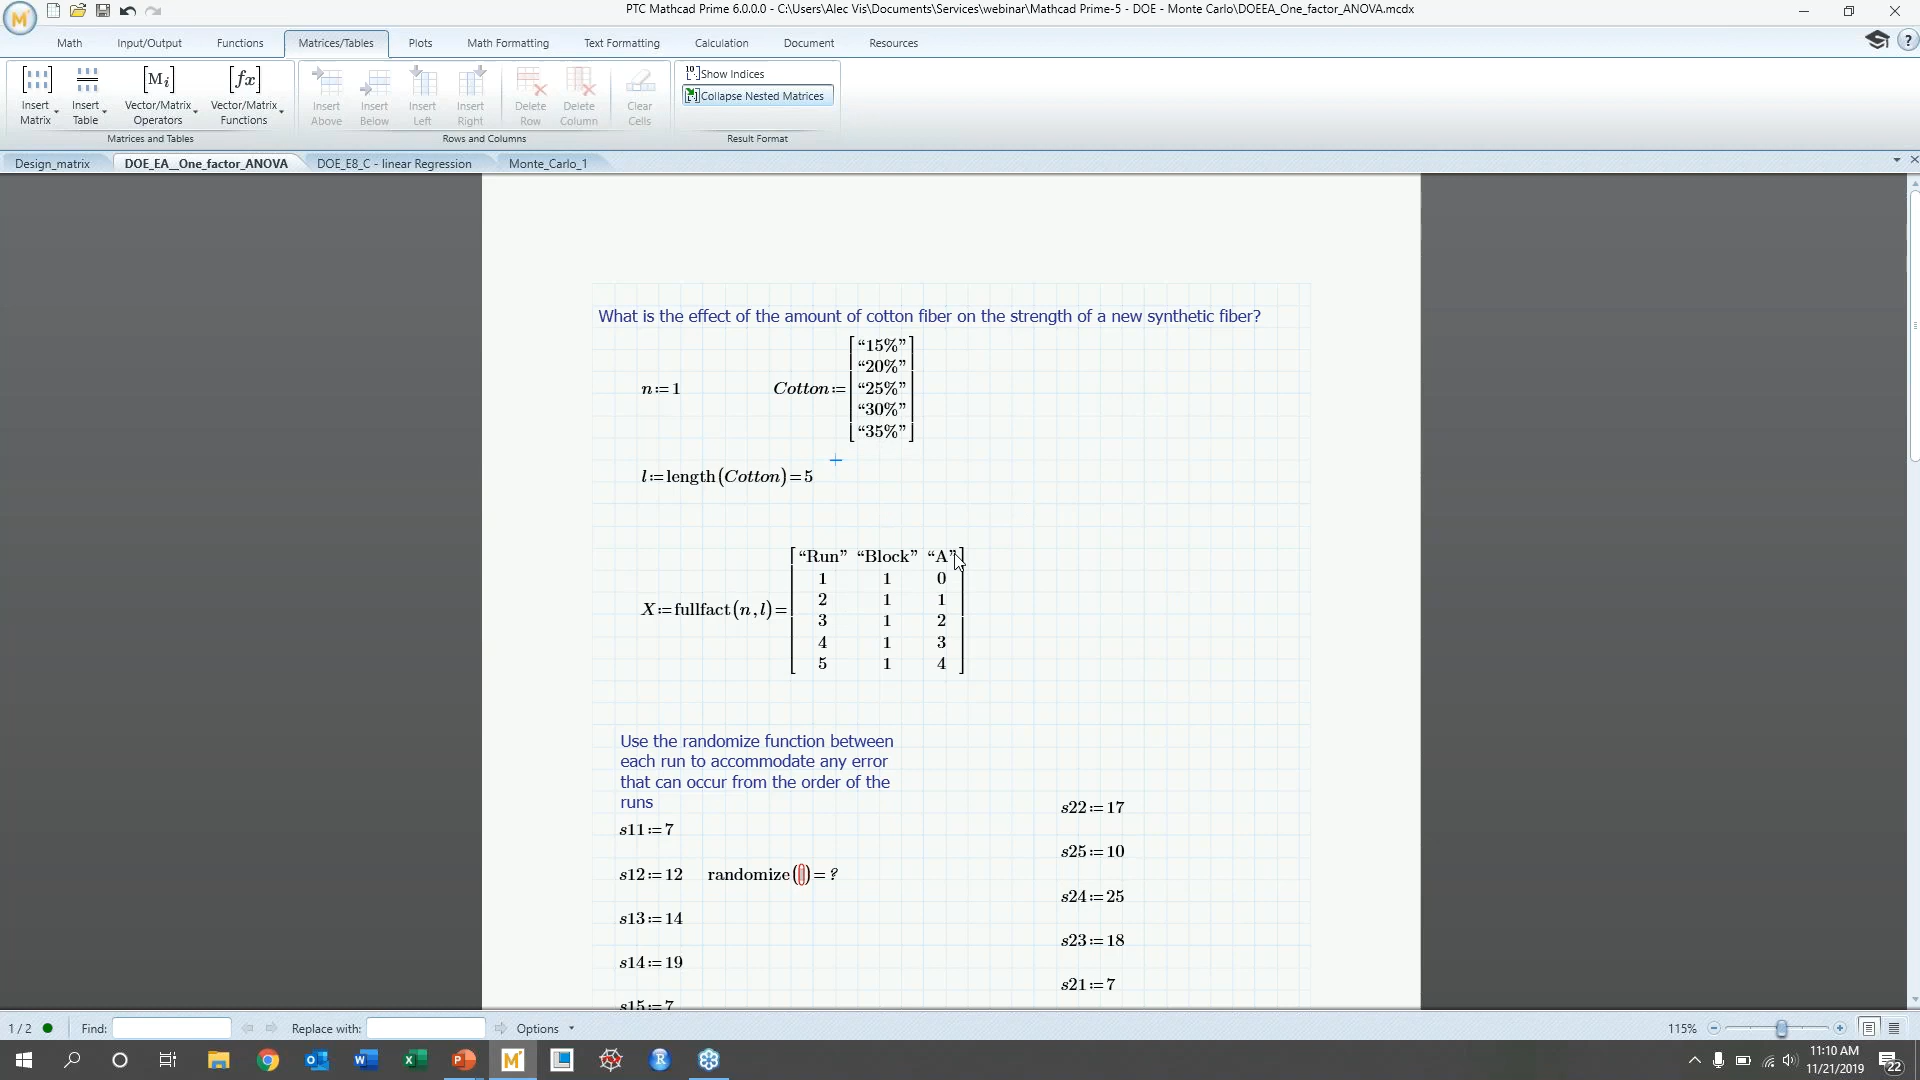 PTC Mathcad Prime 6.0.0.0 - C:\Users\Alec Vis\Documents\Services\webinar\Mathcad Prime-5 - DOE - Monte Carlo\DOEEA_One_factor_ANOVA.mcdx
Math Input/Output Functions Matrices/Tables Plots Math Formatting Text Formatting Calculation Document Resources
Insert Matrix
Insert Table
Vector/Matrix Operators
Vector/Matrix Functions
Insert Above
Insert Below
Insert Left
Insert Right
Delete Row
Delete Column
Clear Cells
Show Indices
Collapse Nested Matrices
Matrices and Tables Rows and Columns Result Format
Design_matrix DOE_EA__One_factor_ANOVA DOE_E8_C - linear Regression Monte_Carlo_1
What is the effect of the amount of cotton fiber on the strength of a new synthetic fiber?
n:=1
Cotton:=
“15%”
“20%”
“25%”
“30%”
“35%”
l:=length(Cotton)=5
X:=fullfact(n,l)=
“Run” “Block” “A”
1 1 0
2 1 1
3 1 2
4 1 3
5 1 4
Use the randomize function between
each run to accommodate any error
that can occur from the order of the
runs
s11:=7
s12:=12 randomize()=?
s13:=14
s14:=19
s15:=7
s22:=17
s25:=10
s24:=25
s23:=18
s21:=7
1/2 Find: Replace with: Options 115%
11:10 AM
11/21/2019
22